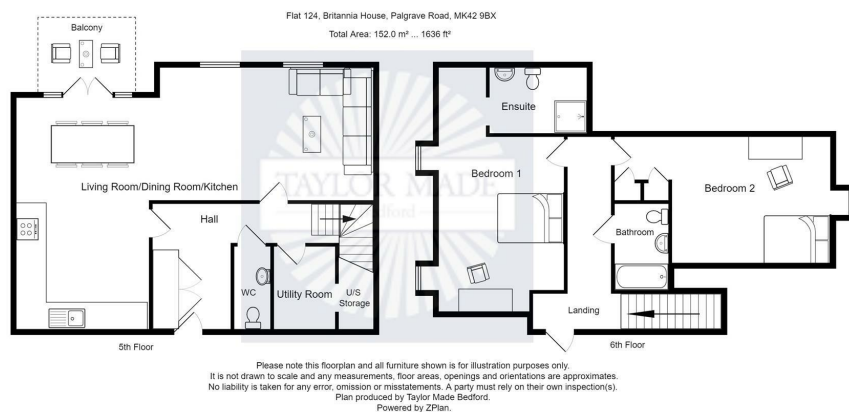 Flat 124, Britannia House, Palgrave Road, MK42 9BX
Total Area: 152.0 m² ... 1636 ft²
Balcony
Living Room/Dining Room/Kitchen
Hall
WC
Utility Room
U/S
Storage
5th Floor
TAYLOR MADE
Bedford
Ensuite
Bedroom 1
Bedroom 2
Bathroom
Landing
6th Floor
Please note this floorplan and all furniture shown is for illustration purposes only.
It is not drawn to scale and any measurements, floor areas, openings and orientations are approximates.
No liability is taken for any error, omission or misstatements. A party must rely on their own inspection(s).
Plan produced by Taylor Made Bedford.
Powered by ZPlan.